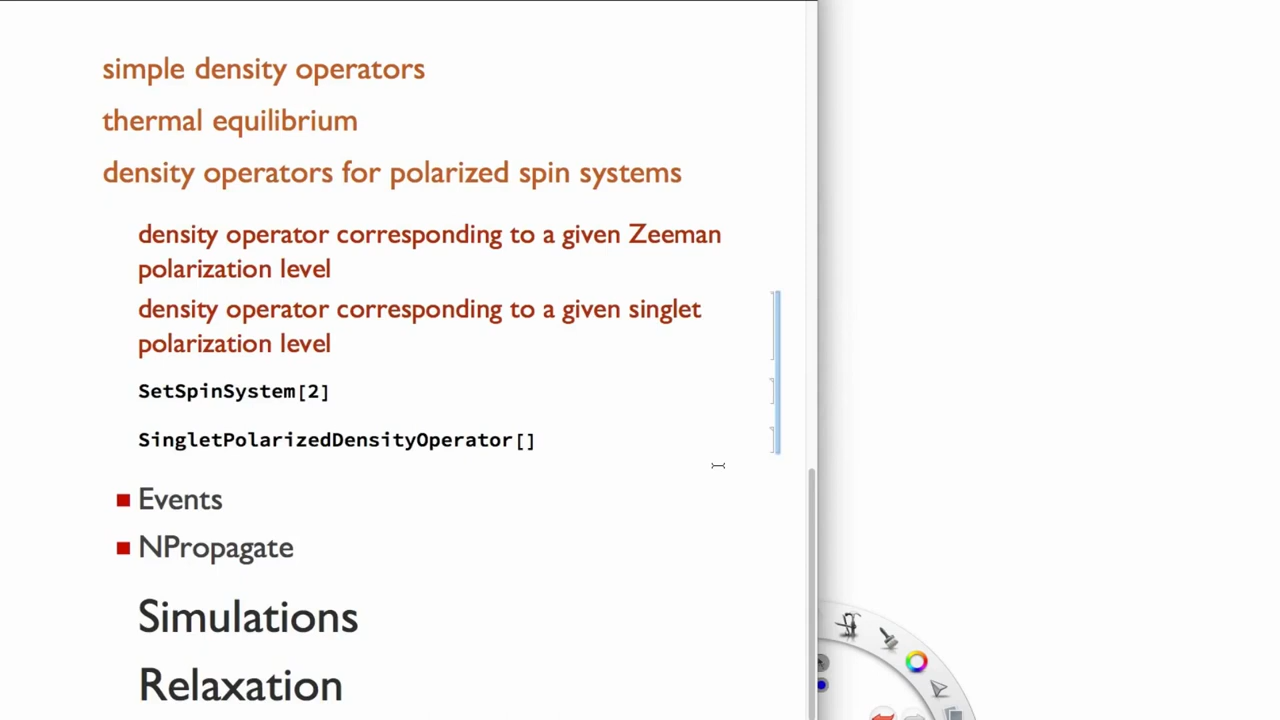 simple density operators
thermal equilibrium
density operators for polarized spin systems
density operator corresponding to a given Zeeman
polarization level
density operator corresponding to a given singlet
polarization level
SetSpinSystem[2]
SingletPolarizedDensityOperator[]
Events
NPropagate
Simulations
Relaxation